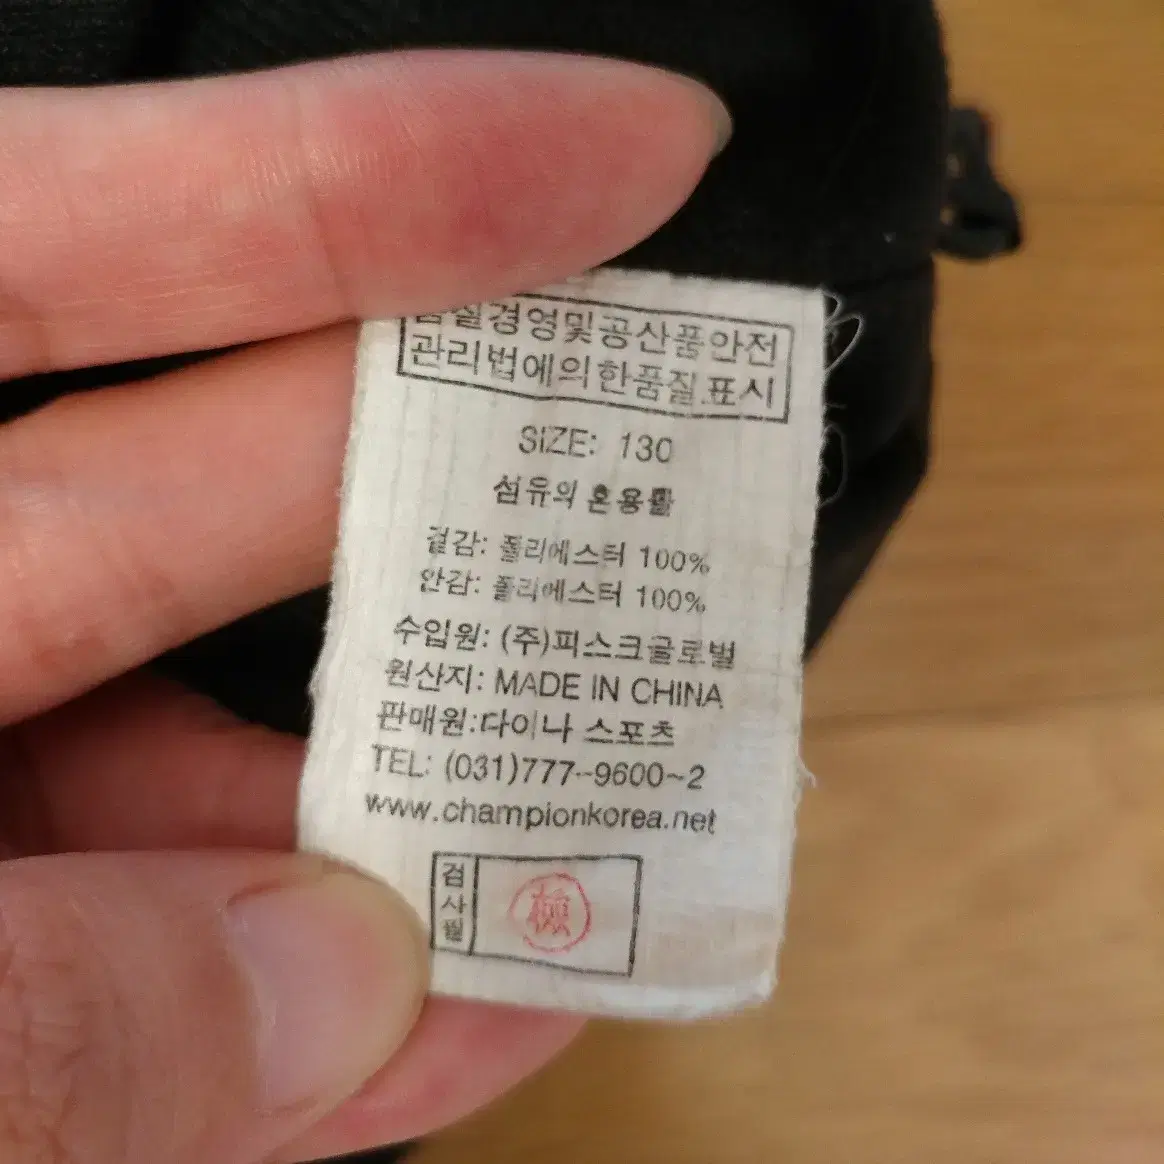 품질경영및공산품안전
관리법에의한품질표시
SIZE: 130
섬유의 혼용률
겉감: 폴리에스터 100%
안감: 폴리에스터 100%
수입원: (주)피스크글로벌
원산지: MADE IN CHINA
판매원:다이나 스포츠
TEL: (031)777-9600~2
www.championkorea.net
검사필
檢